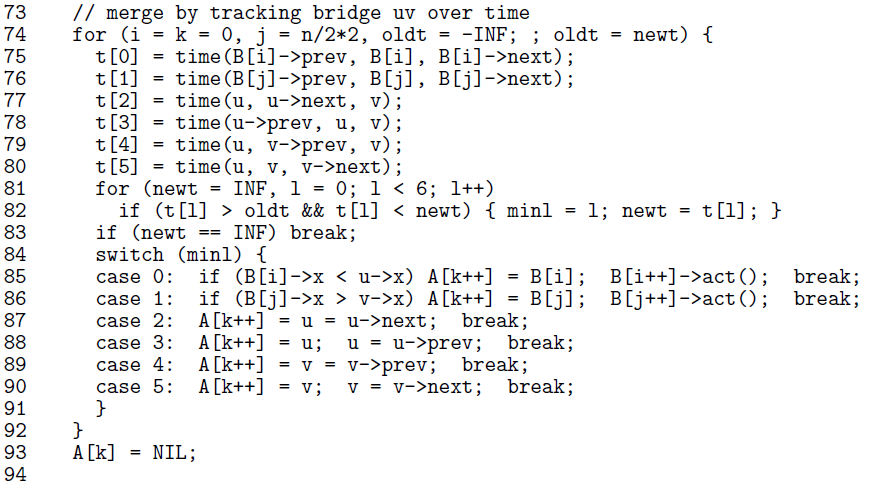 73 // merge by tracking bridge uv over time
74 for (i = k = 0, j = n/2*2, oldt = -INF; ; oldt = newt) {
75 t[0] = time(B[i]->prev, B[i], B[i]->next);
76 t[1] = time(B[j]->prev, B[j], B[j]->next);
77 t[2] = time(u, u->next, v);
78 t[3] = time(u->prev, u, v);
79 t[4] = time(u, v->prev, v);
80 t[5] = time(u, v, v->next);
81 for (newt = INF, l = 0; l < 6; l++)
82 if (t[l] > oldt && t[l] < newt) { minl = l; newt = t[l]; }
83 if (newt == INF) break;
84 switch (minl) {
85 case 0: if (B[i]->x < u->x) A[k++] = B[i]; B[i++]->act(); break;
86 case 1: if (B[j]->x > v->x) A[k++] = B[j]; B[j++]->act(); break;
87 case 2: A[k++] = u = u->next; break;
88 case 3: A[k++] = u; u = u->prev; break;
89 case 4: A[k++] = v = v->prev; break;
90 case 5: A[k++] = v; v = v->next; break;
91 }
92 }
93 A[k] = NIL;
94